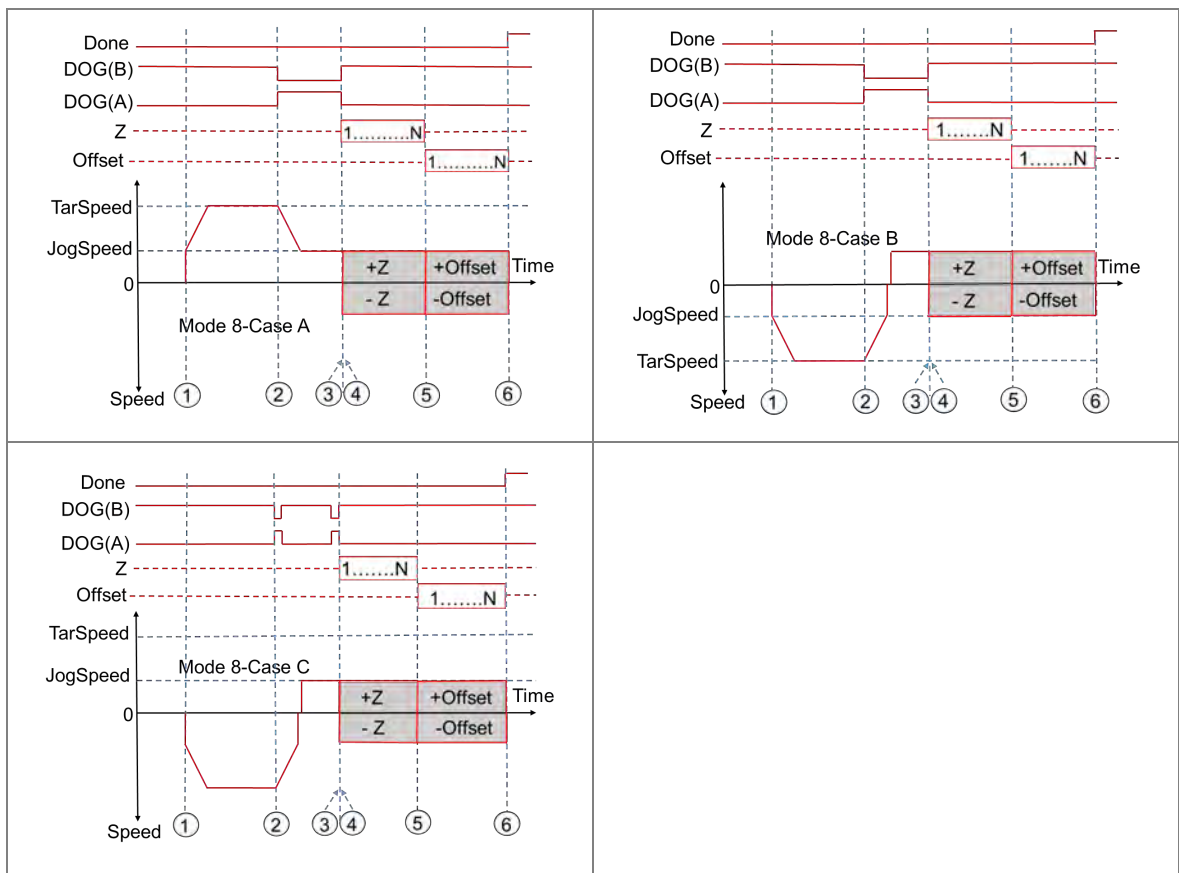 Done
DOG(B)
DOG(A)
Z
1..........N
Offset
1..........N
TarSpeed
JogSpeed
+Z
+Offset
Time
0
- Z
-Offset
Mode 8-Case A
Speed
1
2
3
4
5
6
Done
DOG(B)
DOG(A)
Z
1.......N
Offset
1.......N
Mode 8-Case B
+Z
+Offset
Time
0
- Z
-Offset
JogSpeed
TarSpeed
Speed
1
2
3
4
5
6
Done
DOG(B)
DOG(A)
Z
1.......N
Offset
1.......N
TarSpeed
Mode 8-Case C
JogSpeed
+Z
+Offset
Time
0
- Z
-Offset
Speed
1
2
3
4
5
6